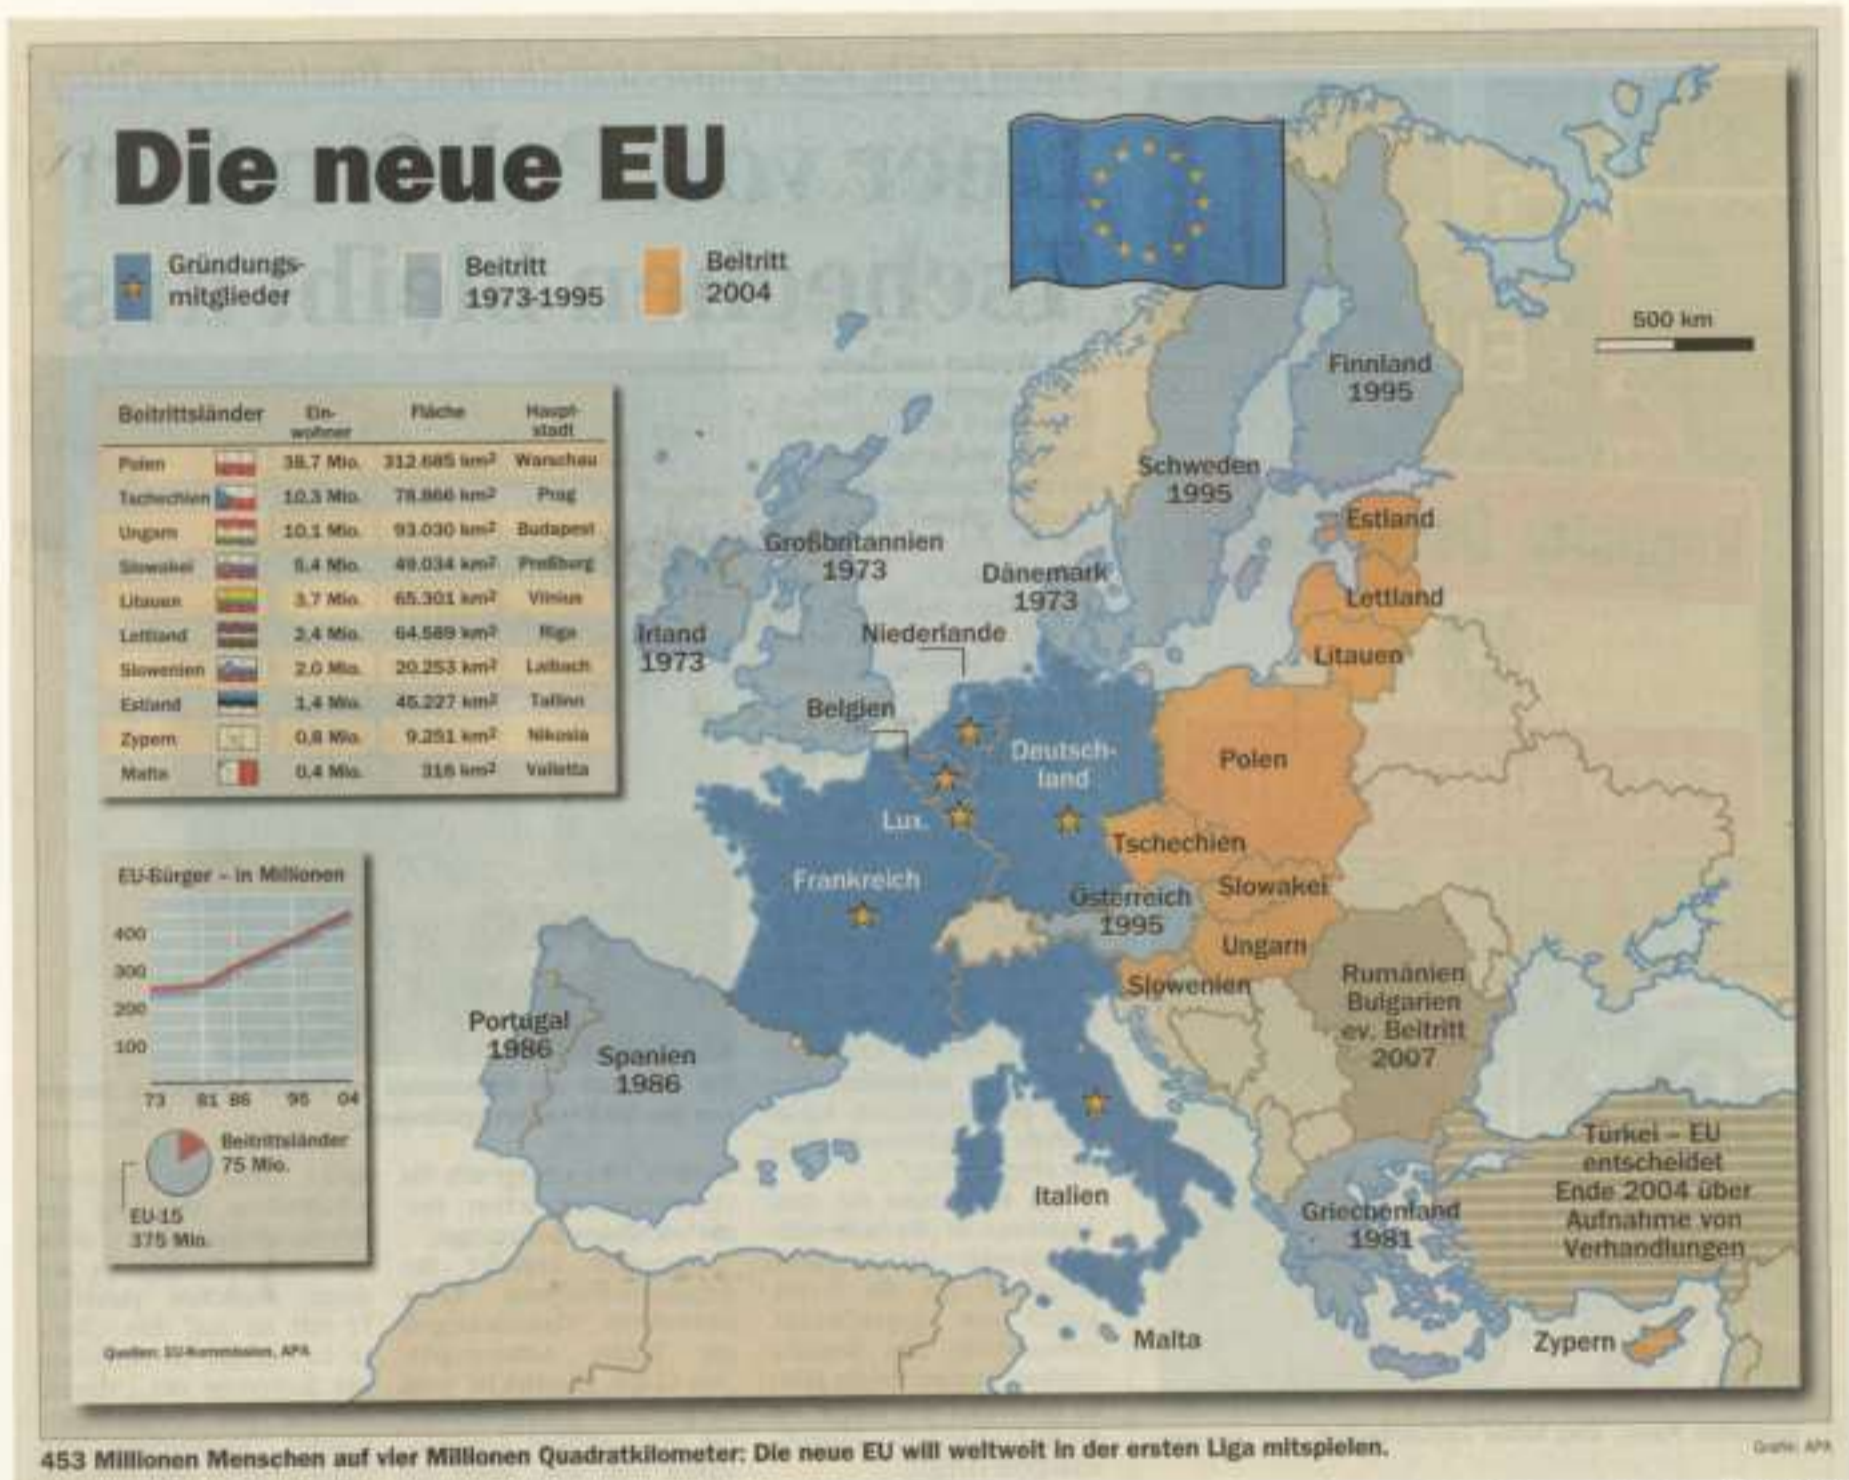 Die neue EU
Gründungs-
mitglieder
Beitritt
1973-1995
Beitritt
2004
500 km
Beitrittsländer Ein- Fläche Haupt-
wohner stadt
Polen 38.7 Mio. 312.685 km² Warschau
Tschechien 10.3 Mio. 78.866 km² Prag
Ungarn 10.1 Mio. 93.030 km² Budapest
Slowakei 5.4 Mio. 49.034 km² Preßburg
Litauen 3.7 Mio. 65.301 km² Vilnius
Lettland 2.4 Mio. 64.589 km² Riga
Slowenien 2.0 Mio. 20.253 km² Laibach
Estland 1,4 Mio. 45.227 km² Tallinn
Zypern 0,8 Mio. 9.251 km² Nikosia
Malta 0,4 Mio. 316 km² Valletta
EU-Bürger – in Millionen
400
300
200
100
73 81 86 95 04
Beitrittsländer
75 Mio.
EU-15
375 Mio.
Quellen: EU-Kommission, APA
Finnland
1995
Schweden
1995
Estland
Lettland
Litauen
Großbritannien
1973
Dänemark
1973
Irland
1973
Niederlande
Belgien
Deutsch-
land
Polen
Lux.
Tschechien
Frankreich
Slowakei
Österreich
1995
Ungarn
Slowenien
Rumänien
Bulgarien
ev. Beitritt
2007
Portugal
1986
Spanien
1986
Italien
Türkei – EU
entscheidet
Ende 2004 über
Aufnahme von
Verhandlungen
Griechenland
1981
Malta
Zypern
453 Millionen Menschen auf vier Millionen Quadratkilometer: Die neue EU will weltweit in der ersten Liga mitspielen.
Grafik: APA